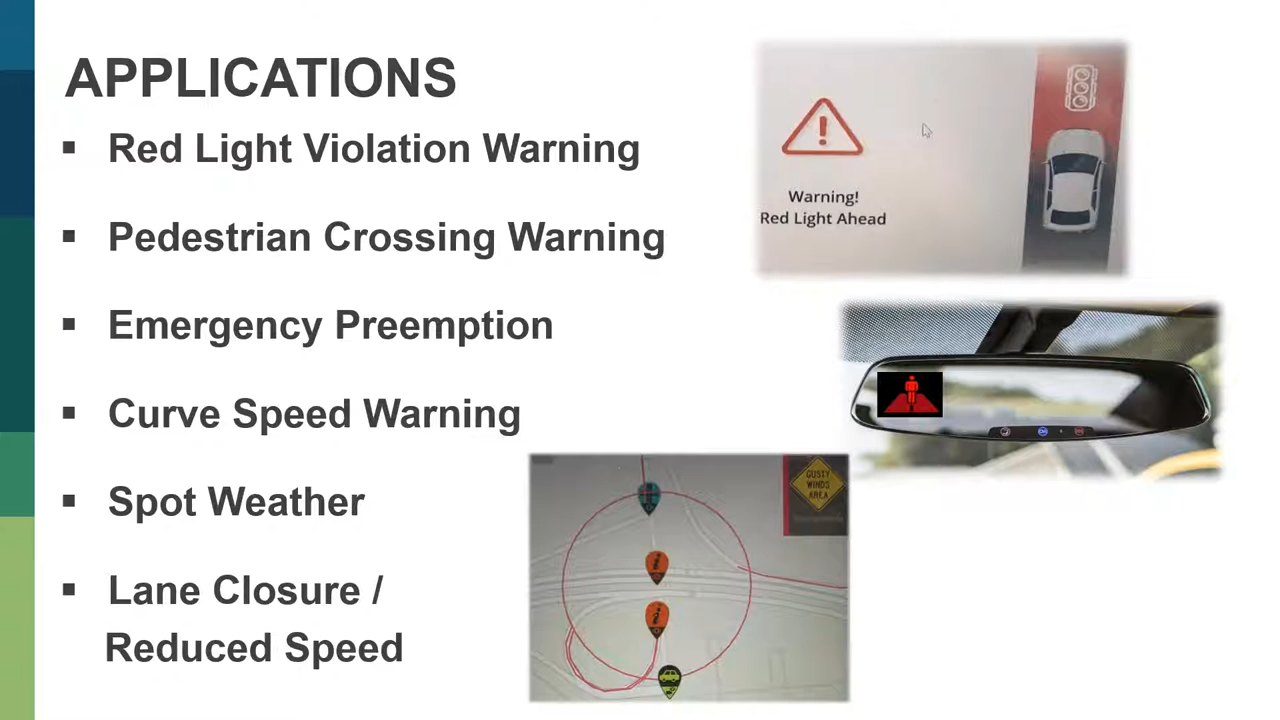 APPLICATIONS
▪ Red Light Violation Warning
▪ Pedestrian Crossing Warning
▪ Emergency Preemption
▪ Curve Speed Warning
▪ Spot Weather
▪ Lane Closure /
Reduced Speed
Warning!
Red Light Ahead
GUSTY
WINDS
AREA